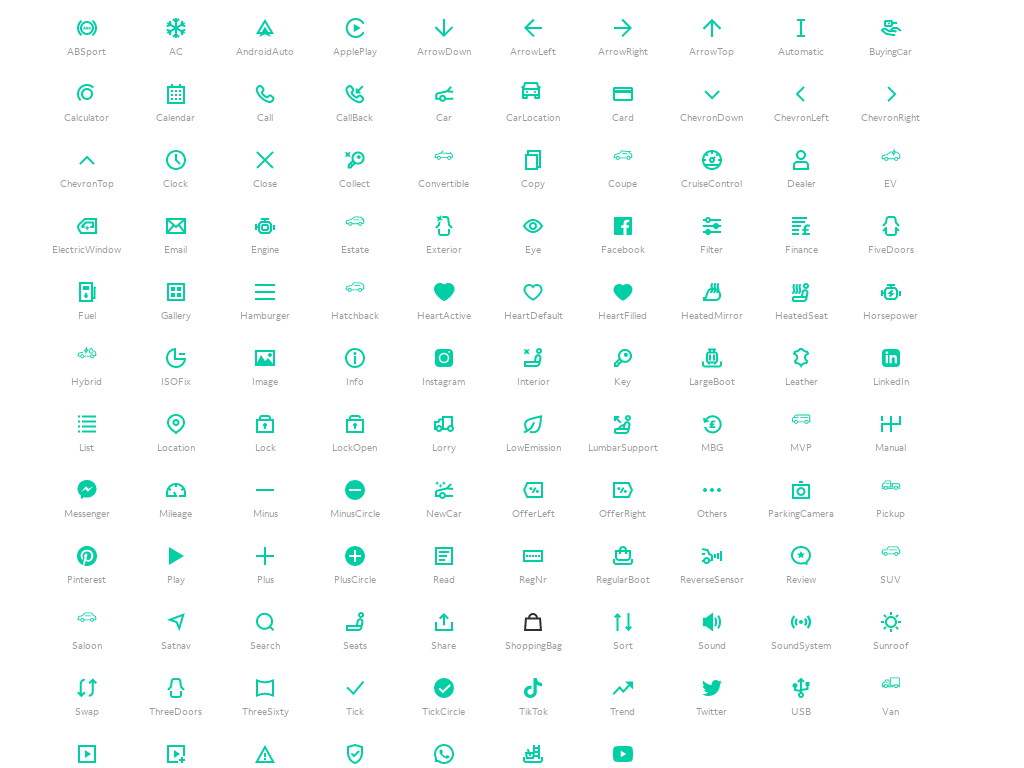 ABSport AC AndroidAuto ApplePlay ArrowDown ArrowLeft ArrowRight ArrowTop Automatic BuyingCar
Calculator Calendar Call CallBack Car CarLocation Card ChevronDown ChevronLeft ChevronRight
ChevronTop Clock Close Collect Convertible Copy Coupe CruiseControl Dealer EV
ElectricWindow Email Engine Estate Exterior Eye Facebook Filter Finance FiveDoors
Fuel Gallery Hamburger Hatchback HeartActive HeartDefault HeartFilled HeatedMirror HeatedSeat Horsepower
Hybrid ISOFix Image Info Instagram Interior Key LargeBoot Leather LinkedIn
List Location Lock LockOpen Lorry LowEmission LumbarSupport MBG MVP Manual
Messenger Mileage Minus MinusCircle NewCar OfferLeft OfferRight Others ParkingCamera Pickup
Pinterest Play Plus PlusCircle Read RegNr RegularBoot ReverseSensor Review SUV
Saloon Satnav Search Seats Share ShoppingBag Sort Sound SoundSystem Sunroof
Swap ThreeDoors ThreeSixty Tick TickCircle TikTok Trend Twitter USB Van